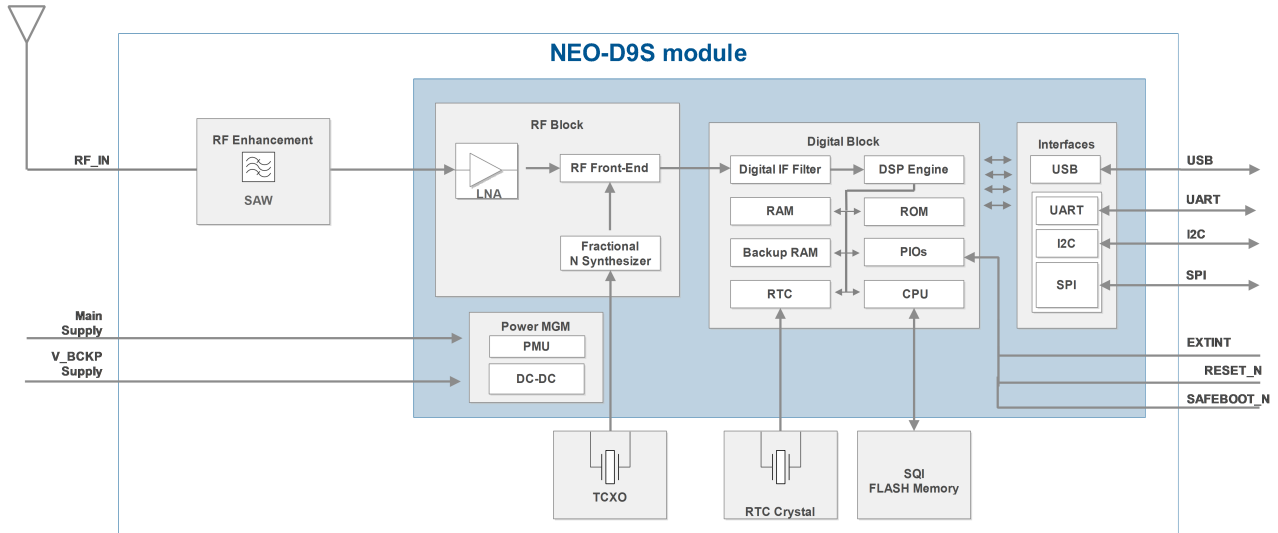 NEO-D9S module
RF_IN
RF Enhancement
SAW
RF Block
LNA
RF Front-End
Fractional
N Synthesizer
Digital Block
Digital IF Filter
DSP Engine
RAM
ROM
Backup RAM
PIOs
RTC
CPU
Interfaces
USB
UART
I2C
SPI
USB
UART
I2C
SPI
Main
Supply
V_BCKP
Supply
Power MGM
PMU
DC-DC
EXTINT
RESET_N
SAFEBOOT_N
TCXO
RTC Crystal
SQI
FLASH Memory